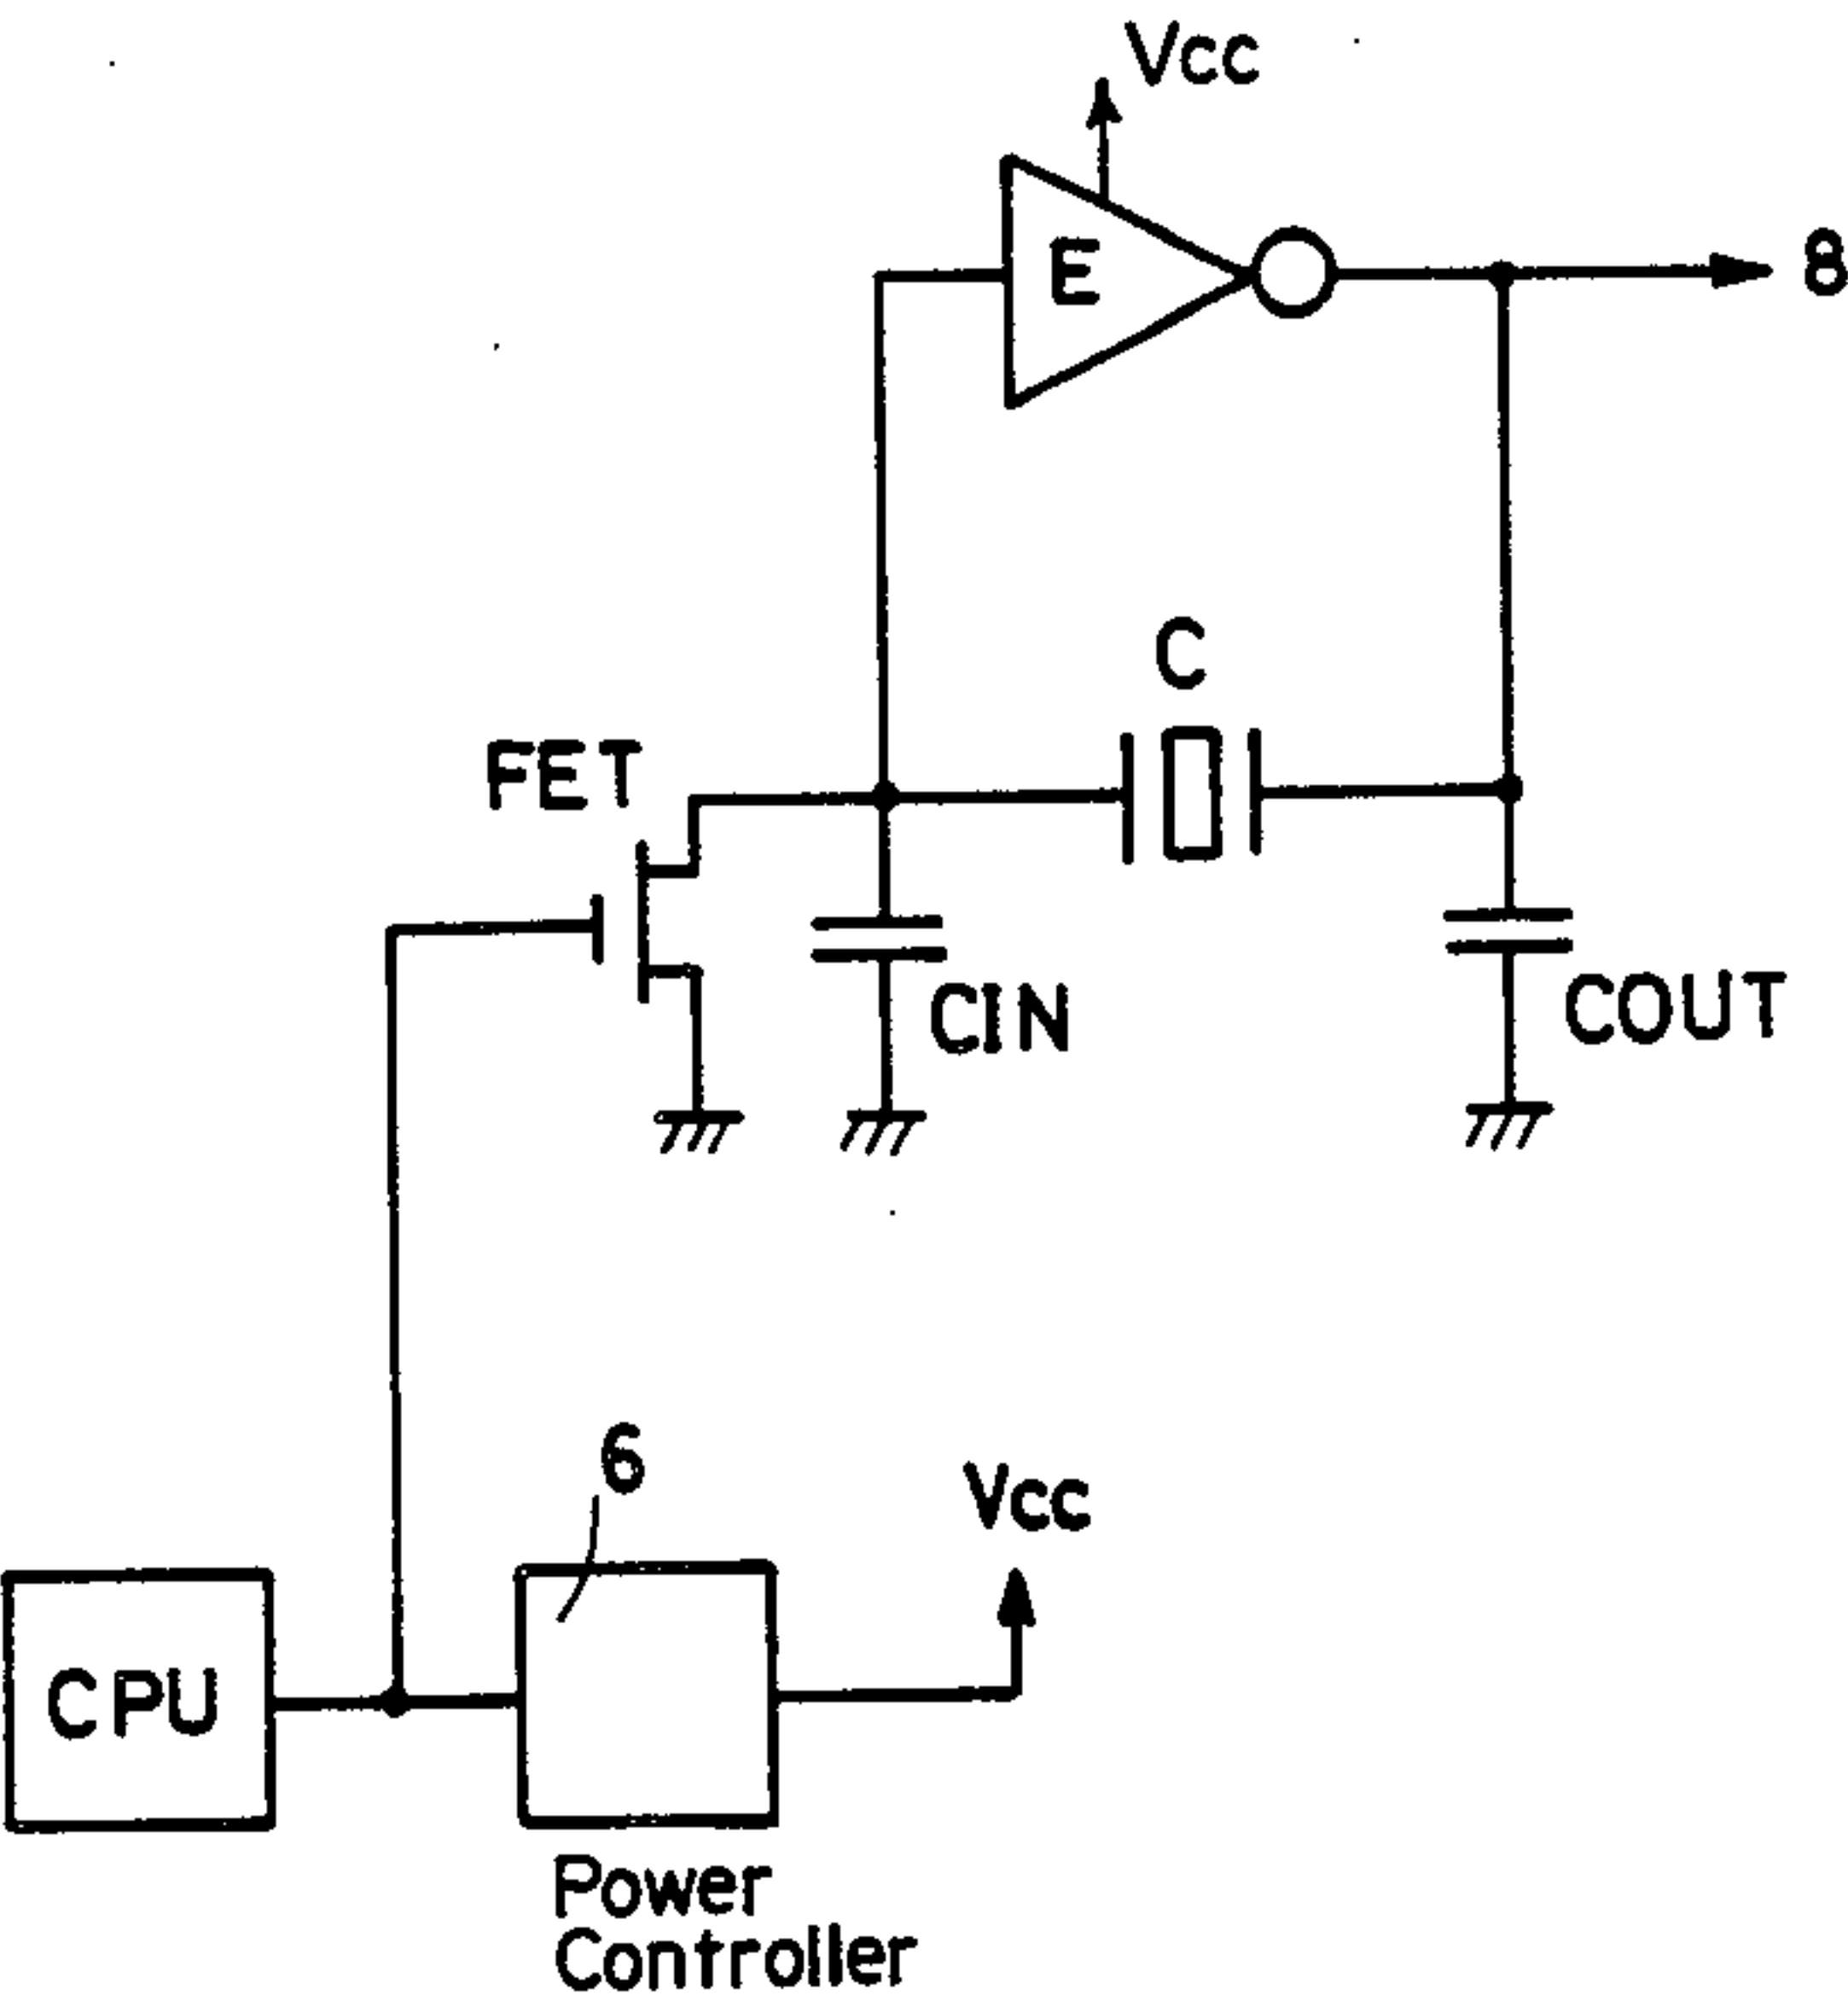 Vcc
E
8
C
FET
CIN
COUT
6
Vcc
CPU
Power
Controller